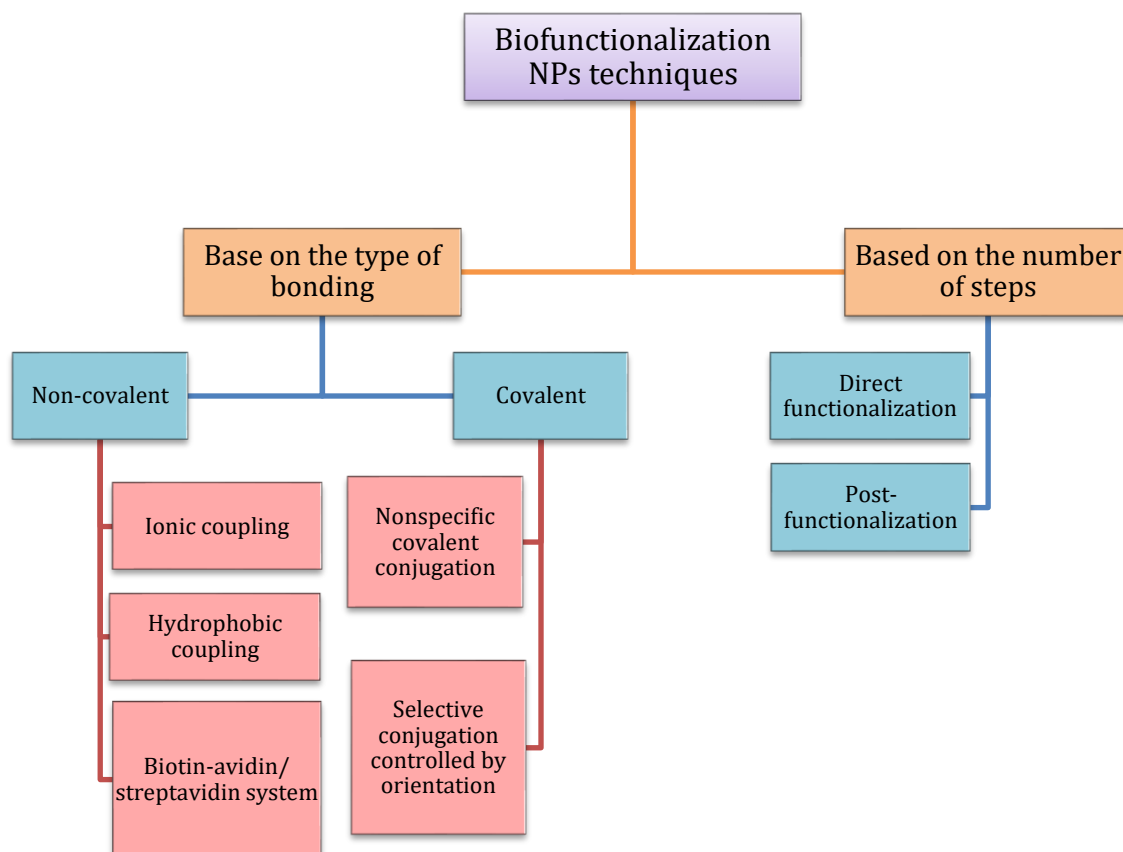 Biofunctionalization
NPs techniques
Base on the type of
bonding
Based on the number
of steps
Non-covalent
Covalent
Direct
functionalization
Post-
functionalization
Ionic coupling
Hydrophobic
coupling
Biotin-avidin/
streptavidin system
Nonspecific
covalent
conjugation
Selective
conjugation
controlled by
orientation